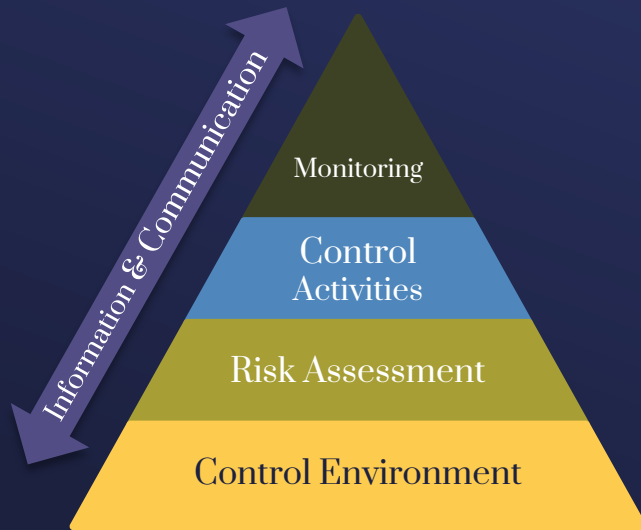 Information & Communication
Monitoring
Control
Activities
Risk Assessment
Control Environment